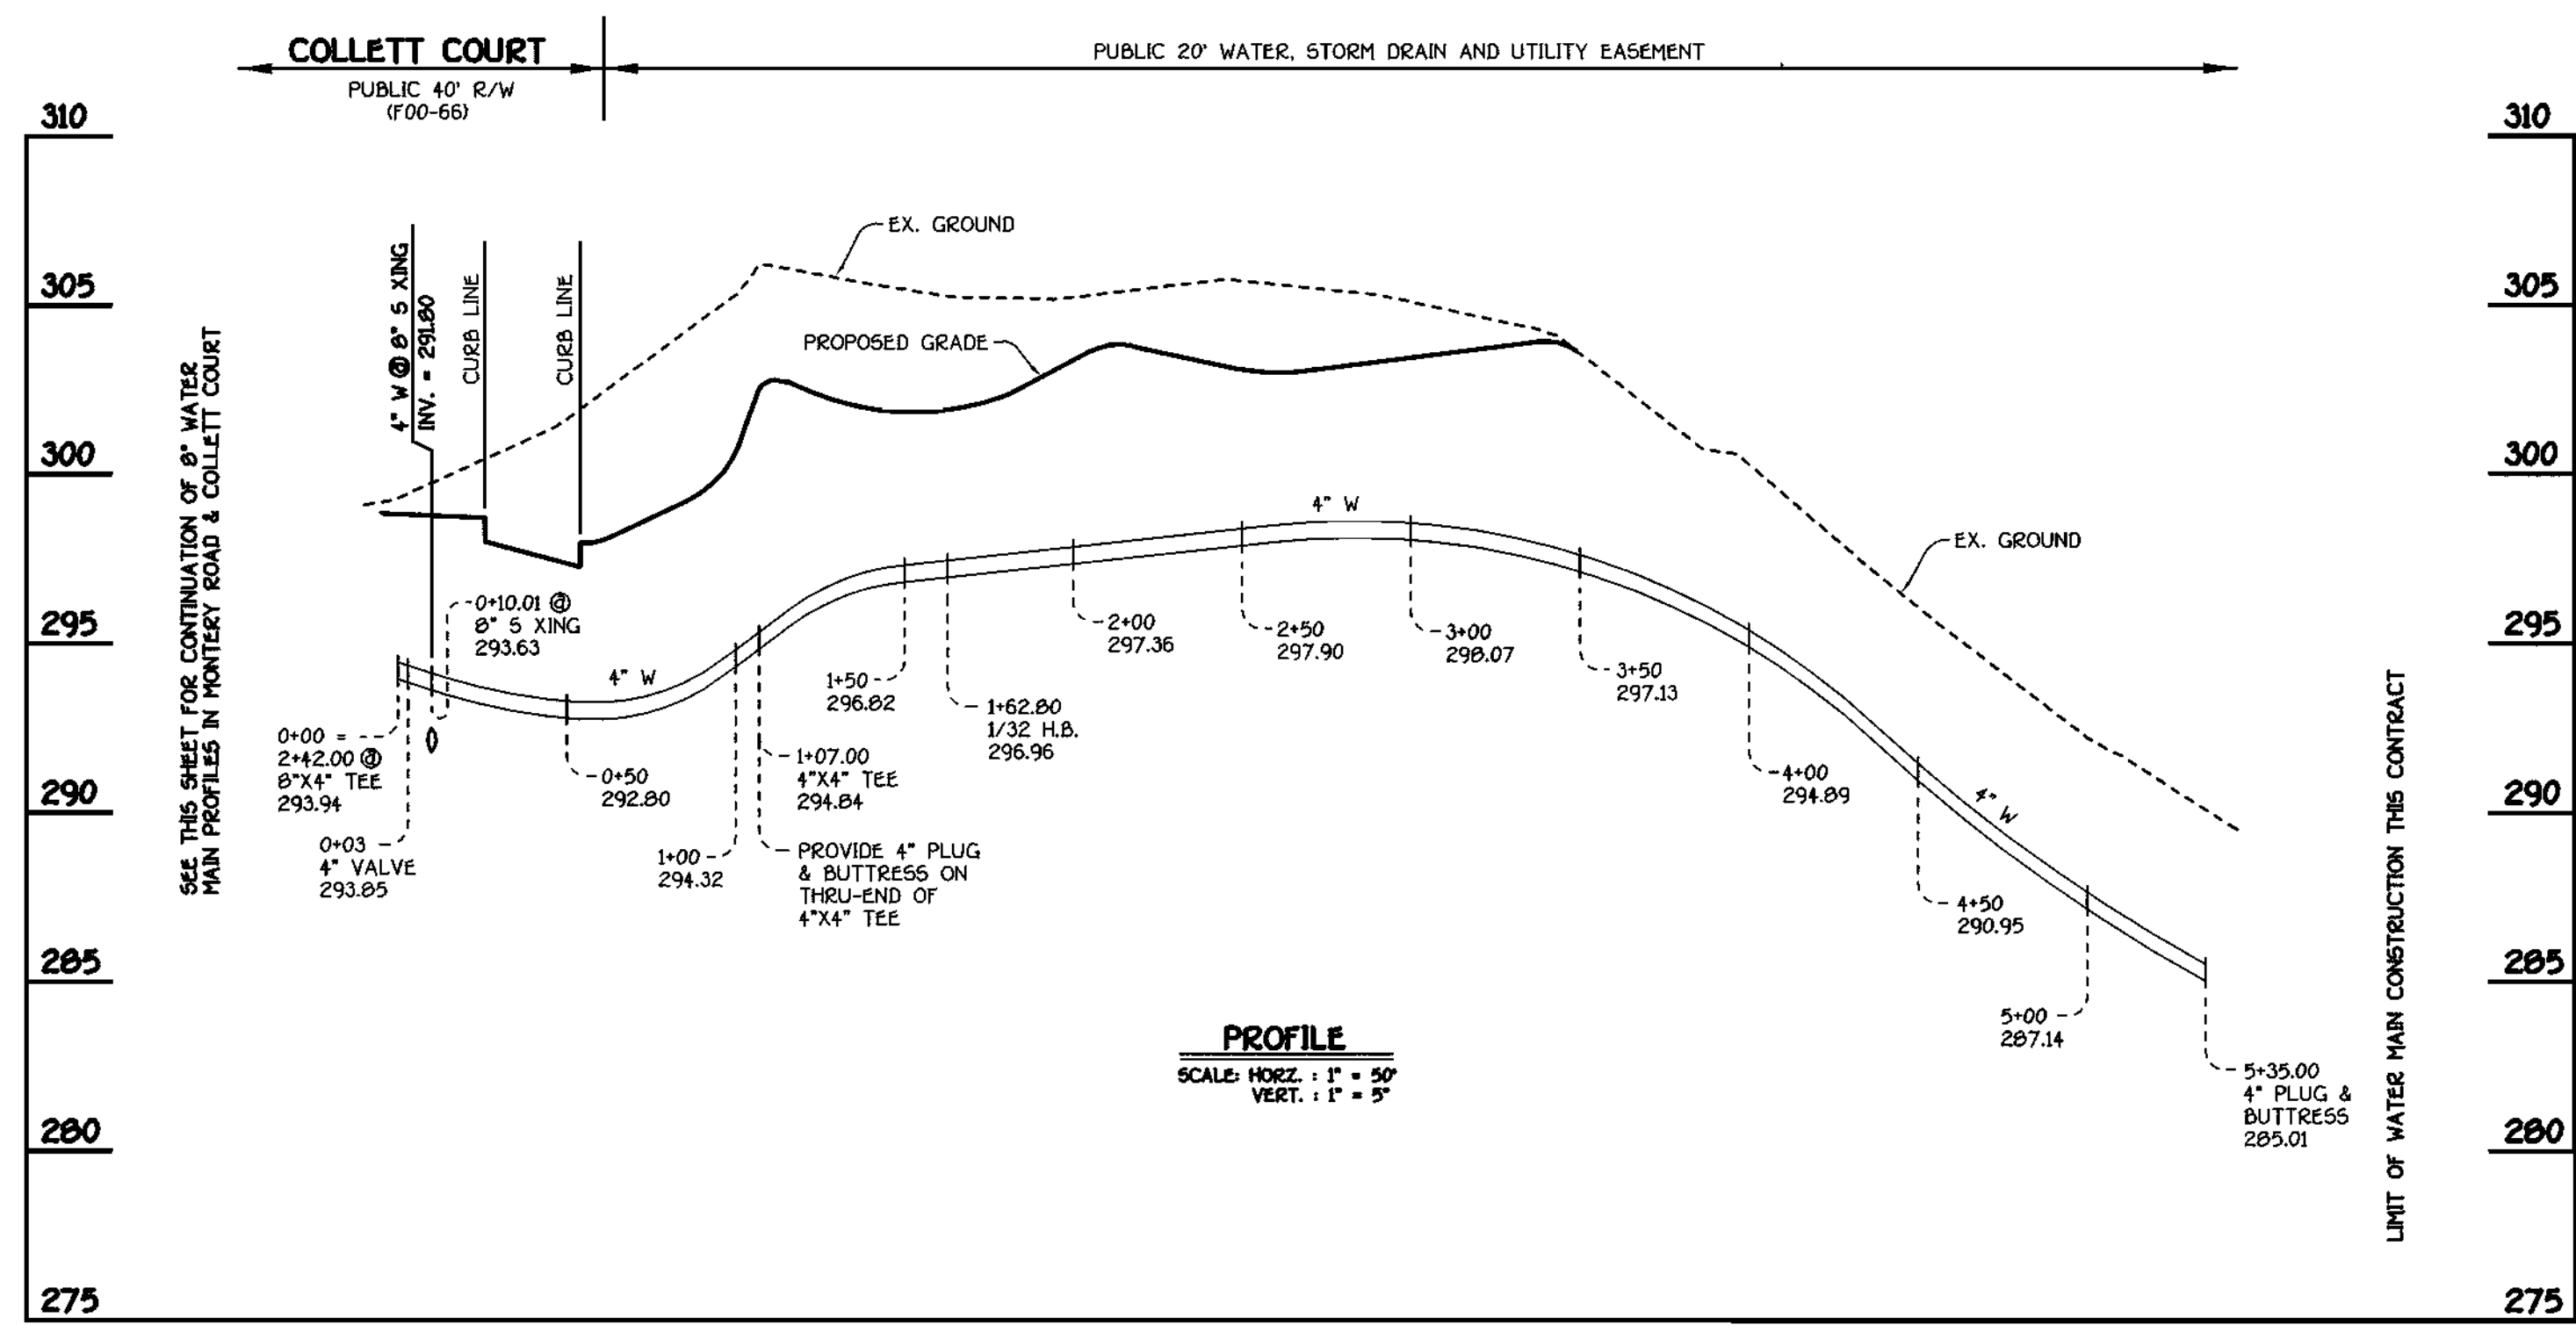 COLLETT COURT
PUBLIC 40' R/W
(F00-66)
PUBLIC 20' WATER, STORM DRAIN AND UTILITY EASEMENT
310
305
300
295
290
285
280
275
310
305
300
295
290
285
280
275
SEE THIS SHEET FOR CONTINUATION OF 8" WATER
MAIN PROFILES IN MONTERY ROAD & COLLETT COURT
4" W @ 8" S XING
INV. = 291.80
CURB LINE
CURB LINE
EX. GROUND
PROPOSED GRADE
EX. GROUND
4" W
4" W
4" W
0+00 =
2+42.00 @
8"X4" TEE
293.94
0+03
4" VALVE
293.85
0+10.01 @
8" S XING
293.63
0+50
292.80
1+00
294.32
1+07.00
4"X4" TEE
294.84
PROVIDE 4" PLUG
& BUTTRESS ON
THRU-END OF
4"X4" TEE
1+50
296.82
1+62.80
1/32 H.B.
296.96
2+00
297.36
2+50
297.90
3+00
298.07
3+50
297.13
4+00
294.89
4+50
290.95
5+00
287.14
5+35.00
4" PLUG &
BUTTRESS
285.01
LIMIT OF WATER MAIN CONSTRUCTION THIS CONTRACT
PROFILE
SCALE: HORZ. : 1" = 50'
VERT. : 1" = 5'